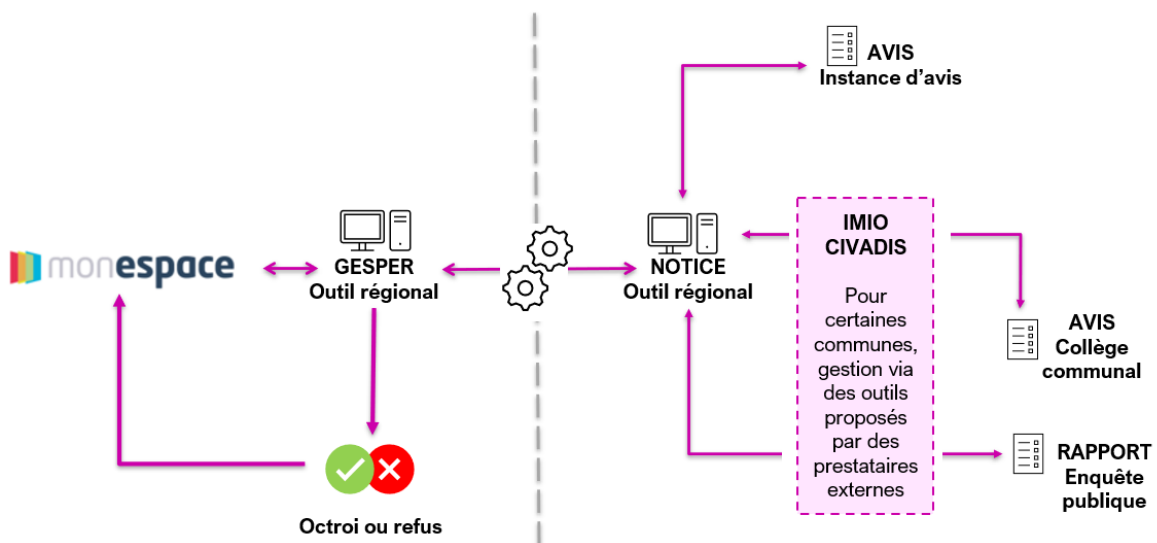 monespace
GESPER
Outil régional
Octroi ou refus
NOTICE
Outil régional
AVIS
Instance d’avis
IMIO
CIVADIS
Pour
certaines
communes,
gestion via
des outils
proposés
par des
prestataires
externes
AVIS
Collège
communal
RAPPORT
Enquête
publique